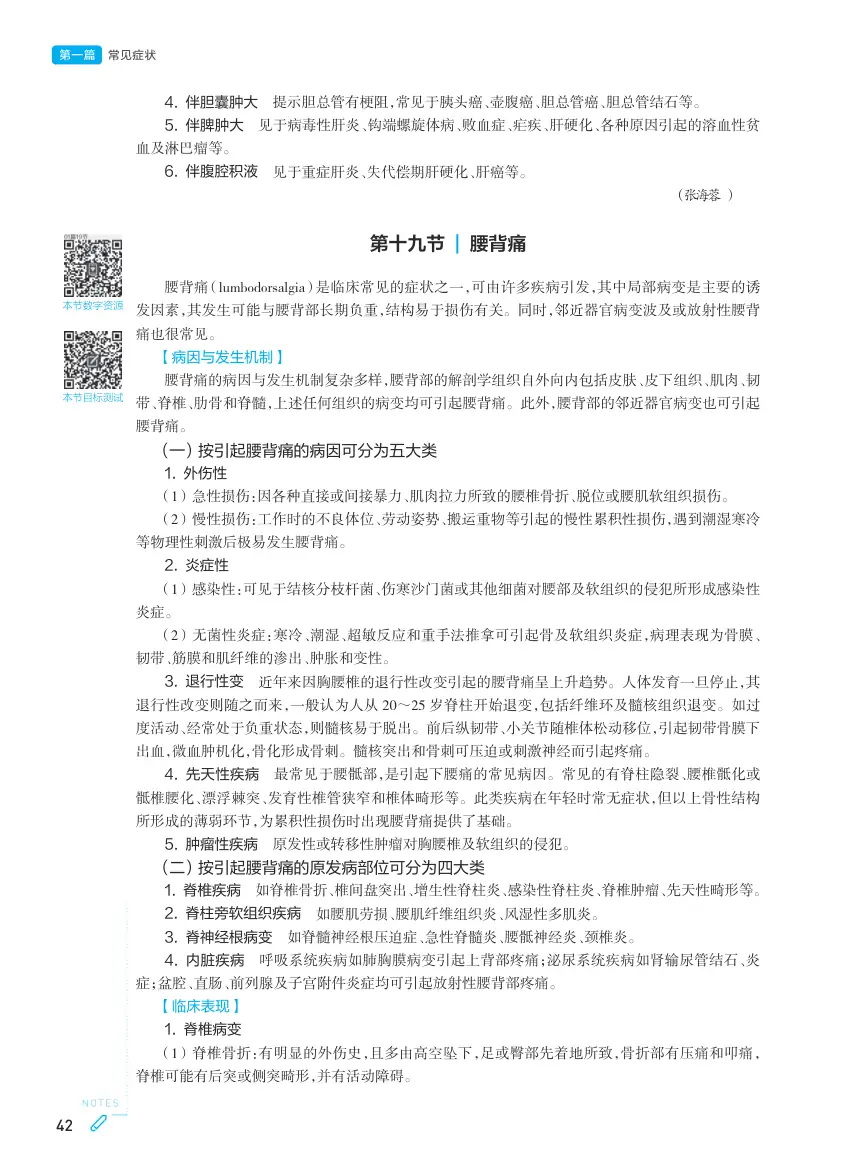 第一篇 常见症状
4. 伴胆囊肿大 提示胆总管有梗阻,常见于胰头癌、壶腹癌、胆总管癌、胆总管结石等。
5. 伴脾肿大 见于病毒性肝炎、钩端螺旋体病、败血症、疟疾、肝硬化、各种原因引起的溶血性贫
血及淋巴瘤等。
6. 伴腹腔积液 见于重症肝炎、失代偿期肝硬化、肝癌等。
(张海蓉 )
第十九节 | 腰背痛
本节数字资源
本节目标测试
腰背痛(lumbodorsalgia)是临床常见的症状之一,可由许多疾病引发,其中局部病变是主要的诱
发因素,其发生可能与腰背部长期负重,结构易于损伤有关。同时,邻近器官病变波及或放射性腰背
痛也很常见。
【病因与发生机制】
腰背痛的病因与发生机制复杂多样,腰背部的解剖学组织自外向内包括皮肤、皮下组织、肌肉、韧
带、脊椎、肋骨和脊髓,上述任何组织的病变均可引起腰背痛。此外,腰背部的邻近器官病变也可引起
腰背痛。
(一)按引起腰背痛的病因可分为五大类
1. 外伤性
(1)急性损伤:因各种直接或间接暴力、肌肉拉力所致的腰椎骨折、脱位或腰肌软组织损伤。
(2)慢性损伤:工作时的不良体位、劳动姿势、搬运重物等引起的慢性累积性损伤,遇到潮湿寒冷
等物理性刺激后极易发生腰背痛。
2. 炎症性
(1)感染性:可见于结核分枝杆菌、伤寒沙门菌或其他细菌对腰部及软组织的侵犯所形成感染性
炎症。
(2)无菌性炎症:寒冷、潮湿、超敏反应和重手法推拿可引起骨及软组织炎症,病理表现为骨膜、
韧带、筋膜和肌纤维的渗出、肿胀和变性。
3. 退行性变 近年来因胸腰椎的退行性改变引起的腰背痛呈上升趋势。人体发育一旦停止,其
退行性改变则随之而来,一般认为人从 20~25 岁脊柱开始退变,包括纤维环及髓核组织退变。如过
度活动、经常处于负重状态,则髓核易于脱出。前后纵韧带、小关节随椎体松动移位,引起韧带骨膜下
出血,微血肿机化,骨化形成骨刺。髓核突出和骨刺可压迫或刺激神经而引起疼痛。
4. 先天性疾病 最常见于腰骶部,是引起下腰痛的常见病因。常见的有脊柱隐裂、腰椎骶化或
骶椎腰化、漂浮棘突、发育性椎管狭窄和椎体畸形等。此类疾病在年轻时常无症状,但以上骨性结构
所形成的薄弱环节,为累积性损伤时出现腰背痛提供了基础。
5. 肿瘤性疾病 原发性或转移性肿瘤对胸腰椎及软组织的侵犯。
(二)按引起腰背痛的原发病部位可分为四大类
1. 脊椎疾病 如脊椎骨折、椎间盘突出、增生性脊柱炎、感染性脊柱炎、脊椎肿瘤、先天性畸形等。
2. 脊柱旁软组织疾病 如腰肌劳损、腰肌纤维组织炎、风湿性多肌炎。
3. 脊神经根病变 如脊髓神经根压迫症、急性脊髓炎、腰骶神经炎、颈椎炎。
4. 内脏疾病 呼吸系统疾病如肺胸膜病变引起上背部疼痛;泌尿系统疾病如肾输尿管结石、炎
症;盆腔、直肠、前列腺及子宫附件炎症均可引起放射性腰背部疼痛。
【临床表现】
1. 脊椎病变
(1)脊椎骨折:有明显的外伤史,且多由高空坠下,足或臀部先着地所致,骨折部有压痛和叩痛,
脊椎可能有后突或侧突畸形,并有活动障碍。
NOTES
42